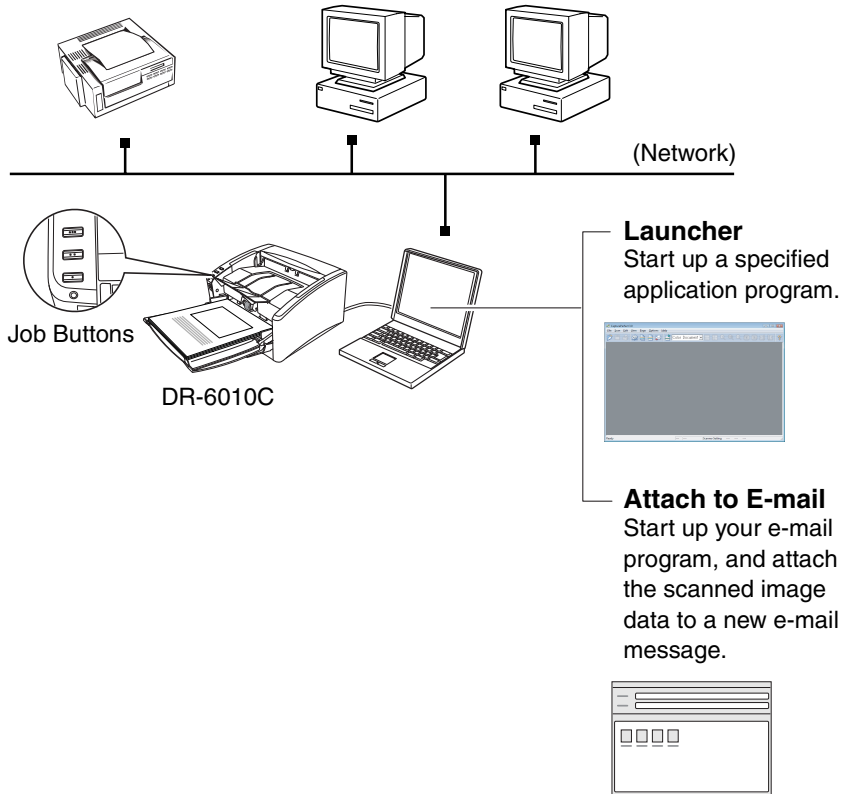 (Network)
Job Buttons
DR-6010C
Launcher
Start up a specified
application program.
Attach to E-mail
Start up your e-mail
program, and attach
the scanned image
data to a new e-mail
message.